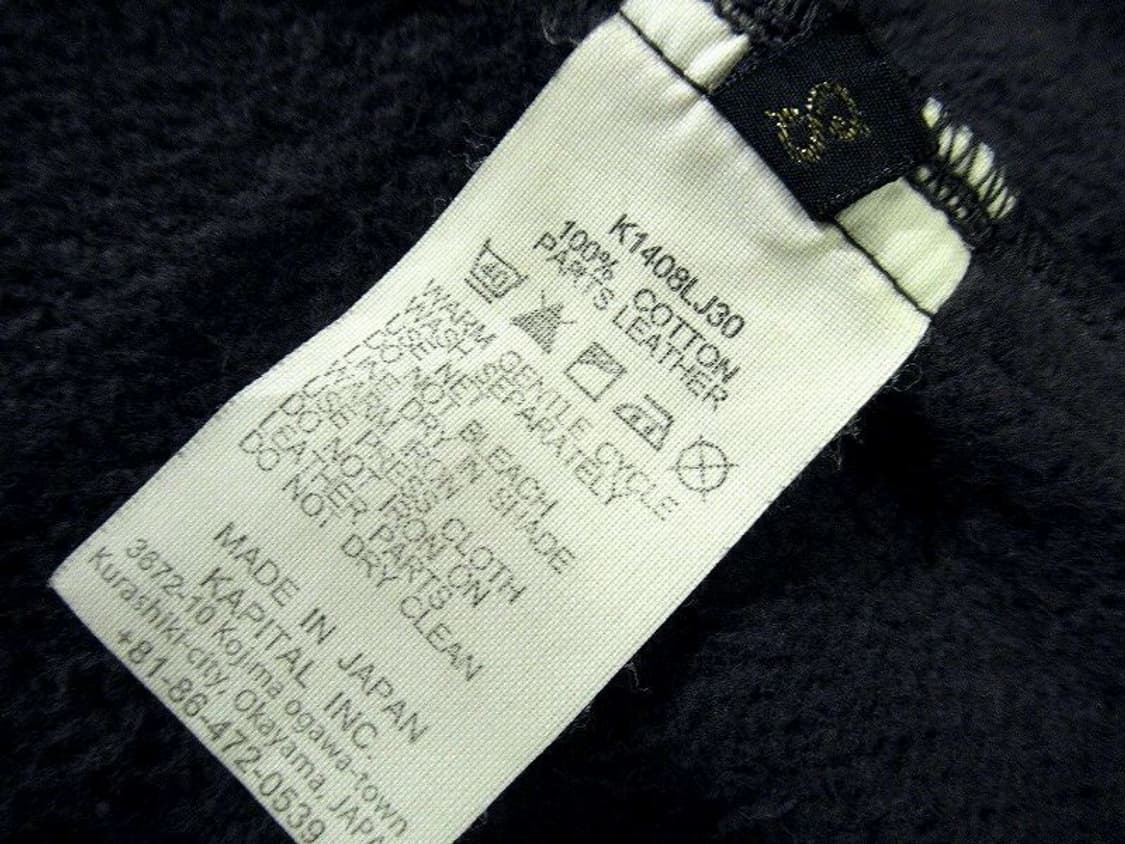 K1408LJ30
100% COTTON
PARTS LEATHER
40
WARM GENTLE CYCLE
WASH SEPARATELY
USE NET
DO NOT BLEACH
LINE DRY IN SHADE
WARM IRON
USE PRESS CLOTH
DO NOT IRON ON
LEATHER PARTS
DO NOT DRY CLEAN
MADE IN JAPAN
KAPITAL INC.
3672-10 Kojima ogawa-town
Kurashiki-city, Okayama, JAPA
+81-86-472-0539